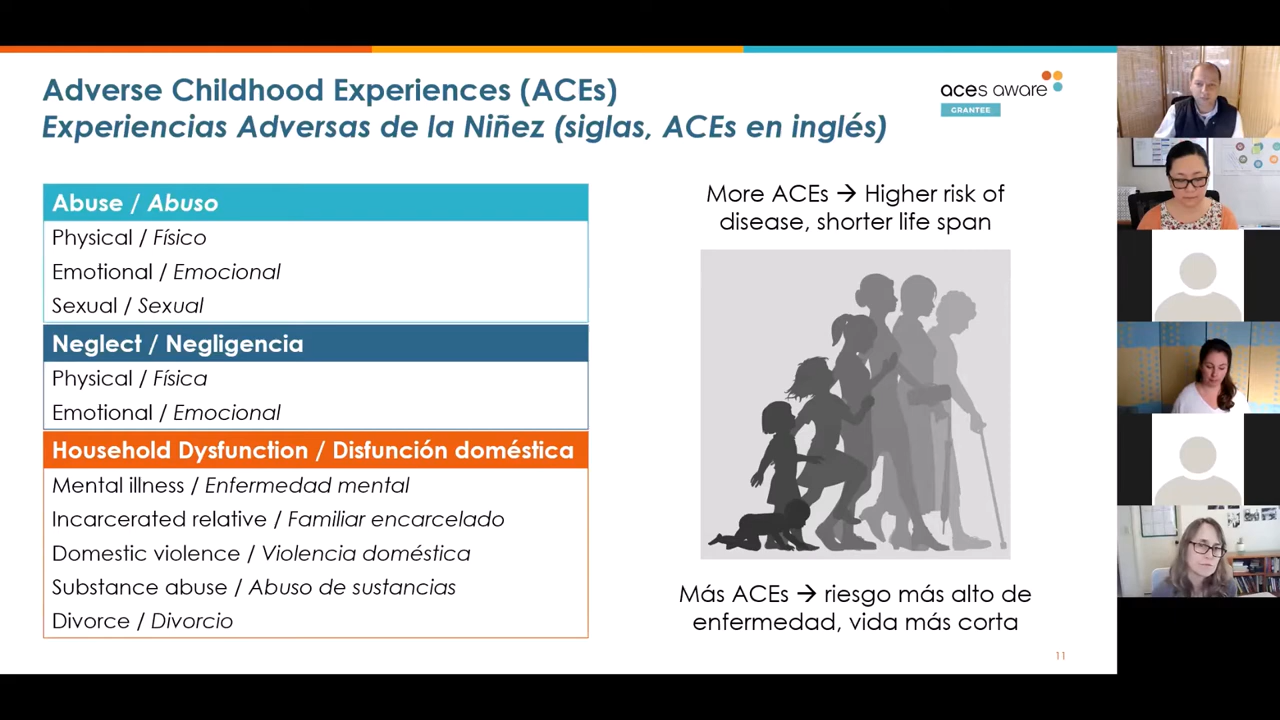 Adverse Childhood Experiences (ACEs)
Experiencias Adversas de la Niñez (siglas, ACEs en inglés)
aces aware
GRANTEE
Abuse / Abuso
Physical / Físico
Emotional / Emocional
Sexual / Sexual
Neglect / Negligencia
Physical / Física
Emotional / Emocional
Household Dysfunction / Disfunción doméstica
Mental illness / Enfermedad mental
Incarcerated relative / Familiar encarcelado
Domestic violence / Violencia doméstica
Substance abuse / Abuso de sustancias
Divorce / Divorcio
More ACEs → Higher risk of
disease, shorter life span
Más ACEs → riesgo más alto de
enfermedad, vida más corta
11